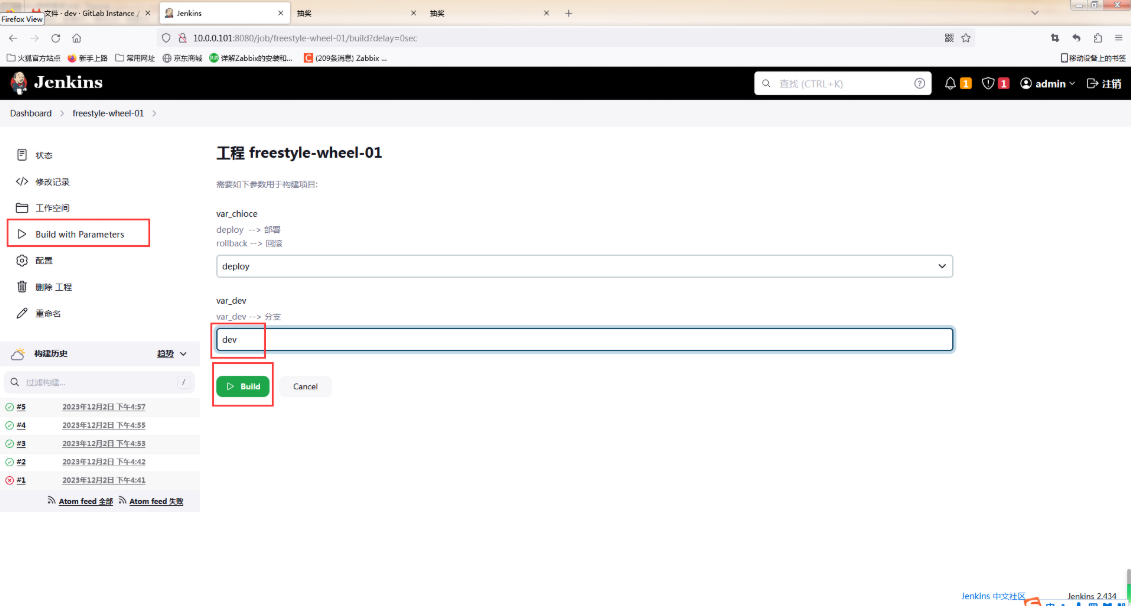 文件 · dev · GitLab Instance /
Jenkins
抽奖
抽奖
Firefox View
10.0.0.101:8080/job/freestyle-wheel-01/build?delay=0sec
火狐官方站点 新手上路 常用网址 京东商城 详解Zabbix的安装和... (209条消息) Zabbix ... 移动设备上的书签
Jenkins
查找 (CTRL+K)
1
1
admin
注销
Dashboard
freestyle-wheel-01
状态
修改记录
工作空间
Build with Parameters
配置
删除 工程
重命名
构建历史
趋势
过滤构建...
/
#5 2023年12月2日 下午4:57
#4 2023年12月2日 下午4:55
#3 2023年12月2日 下午4:53
#2 2023年12月2日 下午4:42
#1 2023年12月2日 下午4:41
Atom feed 全部 Atom feed 失败
工程 freestyle-wheel-01
需要如下参数用于构建项目:
var_chioce
deploy --> 部署
rollback --> 回滚
deploy
var_dev
var_dev --> 分支
dev
Build
Cancel
Jenkins 中文社区
Jenkins 2.434